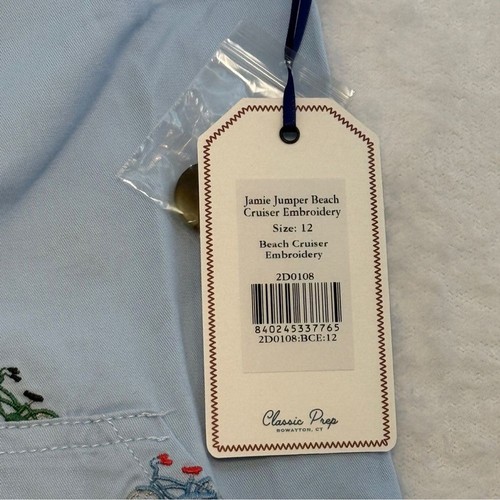 Jamie Jumper Beach
Cruiser Embroidery
Size: 12
Beach Cruiser
Embroidery
2D0108
840245337765
2D0108:BCE:12
Classic Prep
ROWAYTON, CT